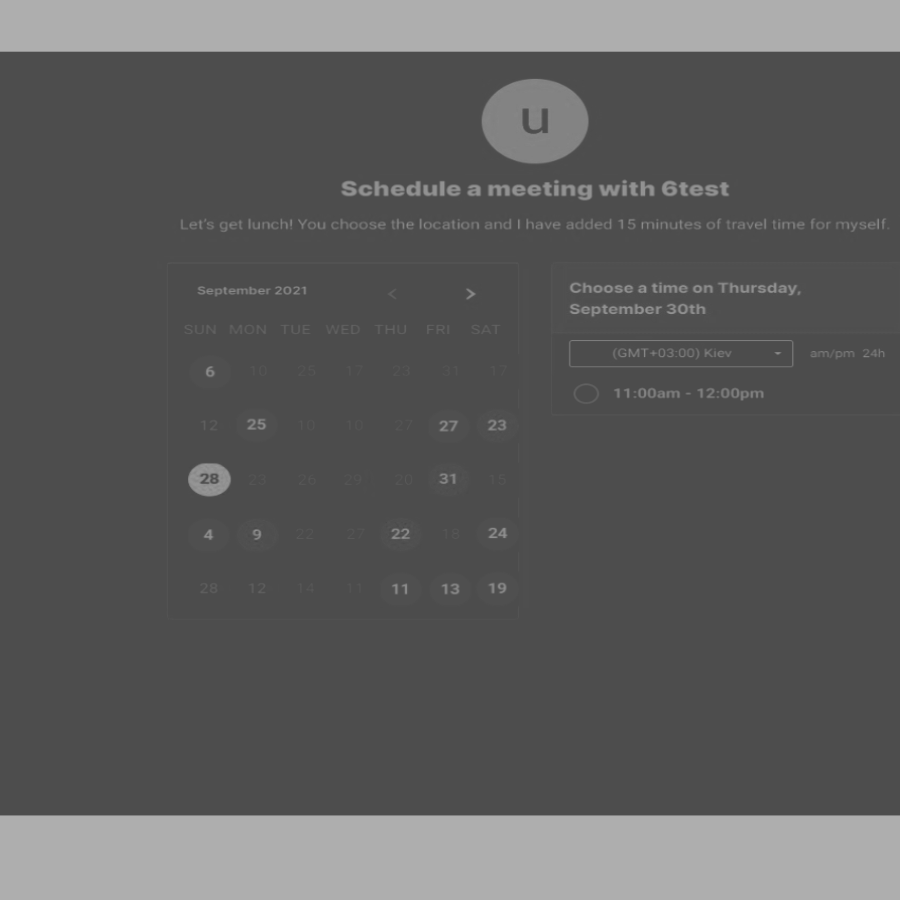 u
Schedule a meeting with 6test
Let's get lunch! You choose the location and I have added 15 minutes of travel time for myself.
September 2021 < >
SUN MON TUE WED THU FRI SAT
6 10 25 17 23 31 17
12 25 10 10 27 27 23
28 23 26 29 20 31 15
4 9 22 27 22 18 24
28 12 14 11 11 13 19
Choose a time on Thursday,
September 30th
(GMT+03:00) Kiev am/pm 24h
11:00am - 12:00pm